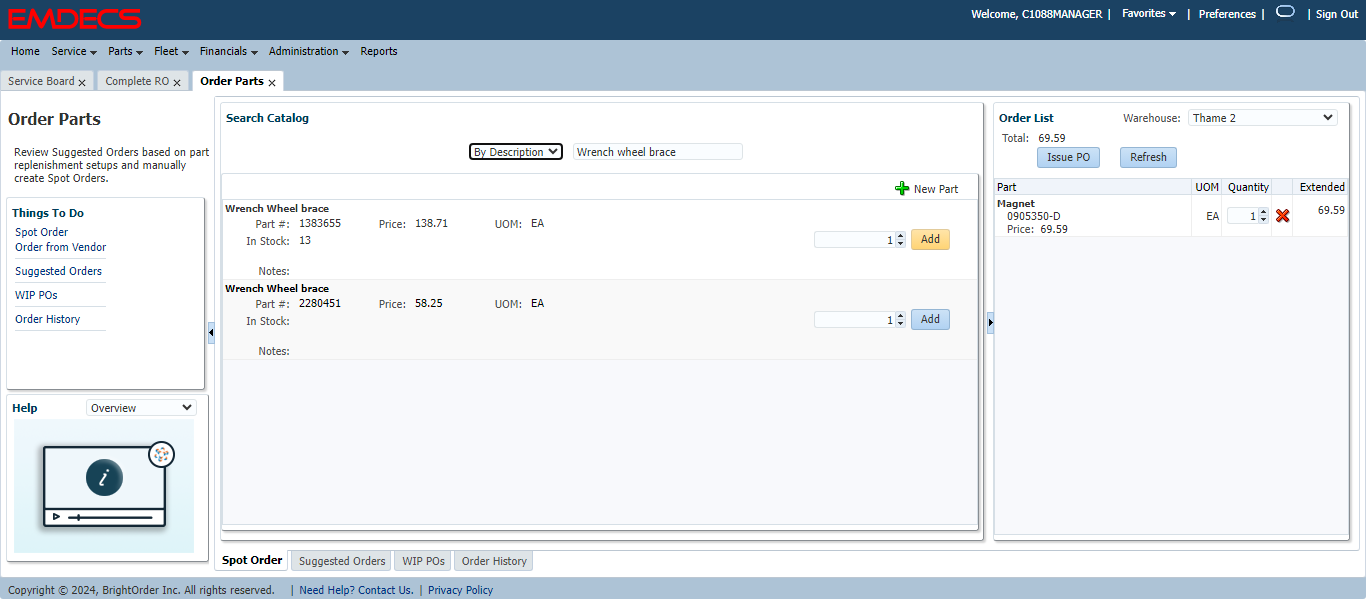 EMDECS
Welcome, C1088MANAGER | Favorites | Preferences | | Sign Out
Home Service Parts Fleet Financials Administration Reports
Service Board x Complete RO x Order Parts x
Order Parts
Review Suggested Orders based on part
replenishment setups and manually
create Spot Orders.
Things To Do
Spot Order
Order from Vendor
Suggested Orders
WIP POs
Order History
Help Overview
i
Search Catalog
By Description Wrench wheel brace
New Part
Wrench Wheel brace
Part #: 1383655 Price: 138.71 UOM: EA
In Stock: 13
1 Add
Notes:
Wrench Wheel brace
Part #: 2280451 Price: 58.25 UOM: EA
In Stock:
1 Add
Notes:
Order List Warehouse: Thame 2
Total: 69.59
Issue PO Refresh
Part UOM Quantity Extended
Magnet
0905350-D EA 1 69.59
Price: 69.59
Spot Order Suggested Orders WIP POs Order History
Copyright © 2024, BrightOrder Inc. All rights reserved. | Need Help? Contact Us. | Privacy Policy